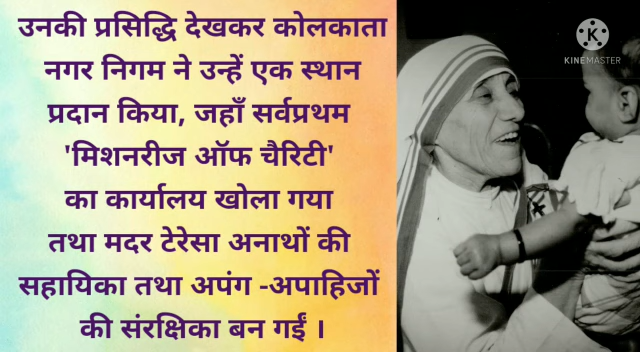 उनकी प्रसिद्धि देखकर कोलकाता
नगर निगम ने उन्हें एक स्थान
प्रदान किया, जहाँ सर्वप्रथम
'मिशनरीज ऑफ चैरिटी'
का कार्यालय खोला गया
तथा मदर टेरेसा अनाथों की
सहायिका तथा अपंग -अपाहिजों
की संरक्षिका बन गईं ।
K
KINEMASTER